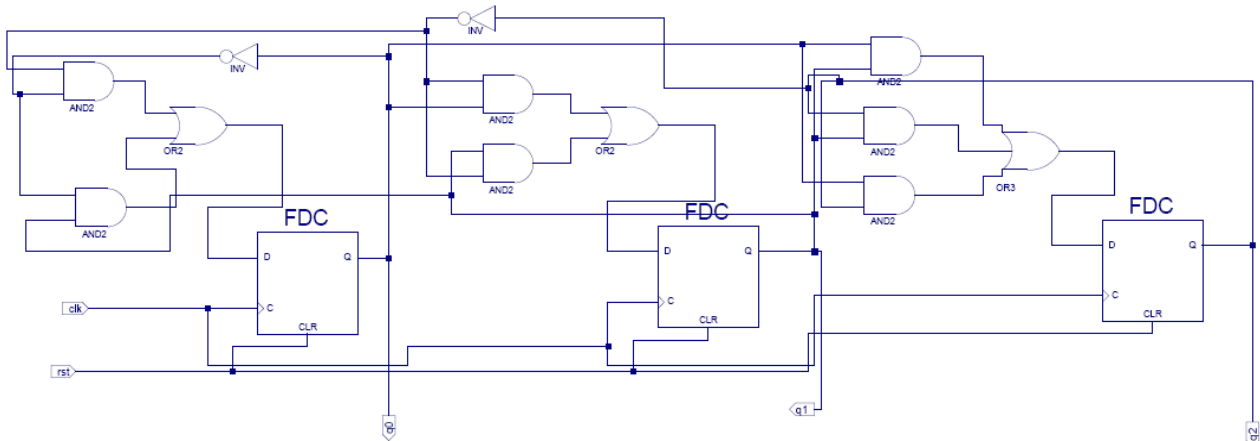 INV
INV
AND2
AND2
AND2
OR2
AND2
OR2
AND2
AND2
OR3
AND2
AND2
FDC
FDC
FDC
D
Q
D
Q
D
Q
C
C
C
clk
CLR
CLR
CLR
rst
q0
q1
q2